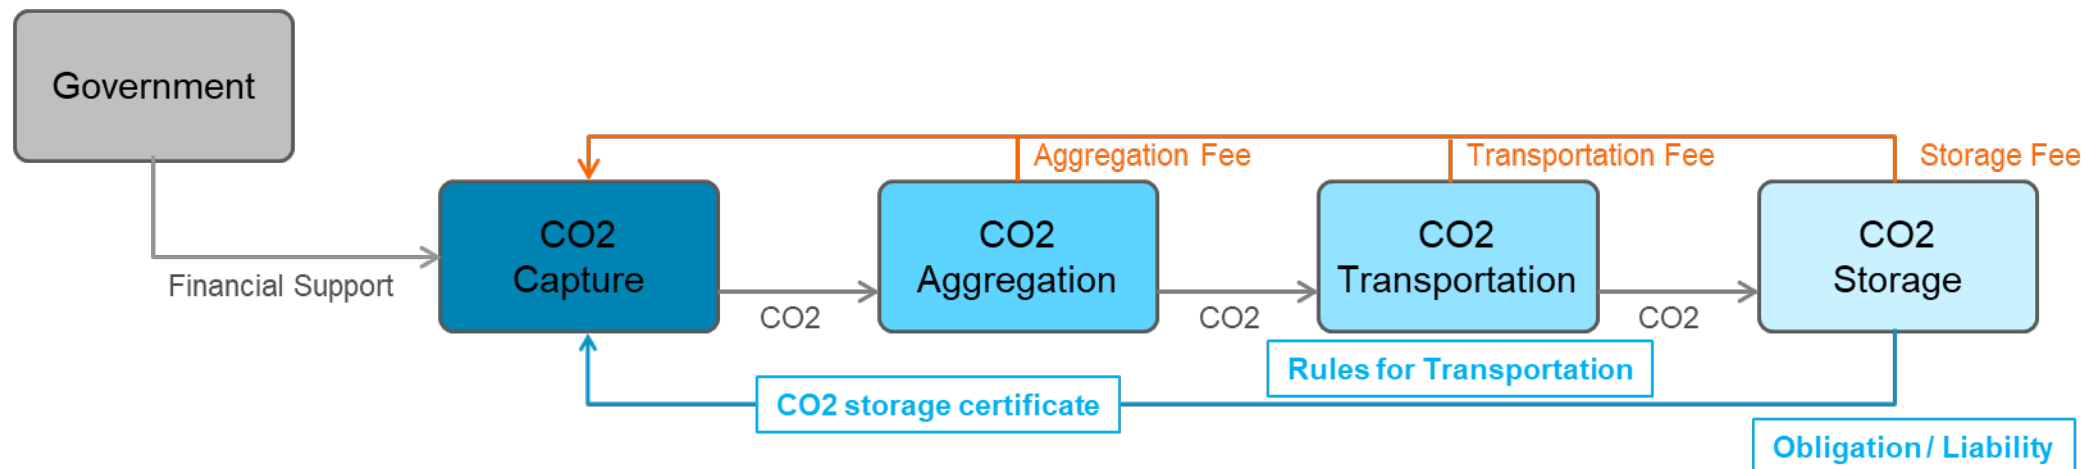 Government
Aggregation Fee
Transportation Fee
Storage Fee
Financial Support
CO2
Capture
CO2
CO2
Aggregation
CO2
CO2
Transportation
CO2
CO2
Storage
Rules for Transportation
CO2 storage certificate
Obligation / Liability